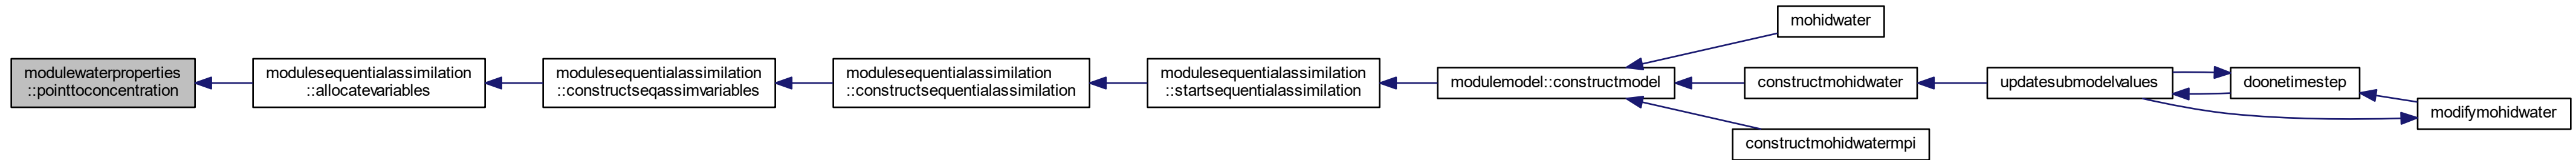 modulewaterproperties
::pointtoconcentration
modulesequentialassimilation
::allocatevariables
modulesequentialassimilation
::constructseqassimvariables
modulesequentialassimilation
::constructsequentialassimilation
modulesequentialassimilation
::startsequentialassimilation
modulemodel::constructmodel
mohidwater
constructmohidwater
constructmohidwatermpi
updatesubmodelvalues
doonetimestep
modifymohidwater